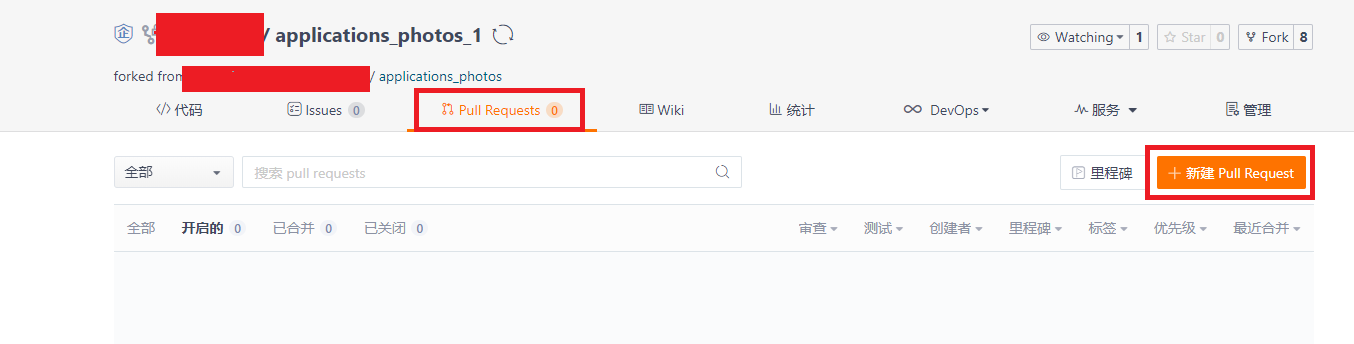 / applications_photos_1
Watching 1 Star 0 Fork 8
forked from / applications_photos
代码 Issues 0 Pull Requests 0 Wiki 统计 DevOps 服务 管理
全部 搜索 pull requests 里程碑 + 新建 Pull Request
全部 开启的 0 已合并 0 已关闭 0 审查 测试 创建者 里程碑 标签 优先级 最近合并